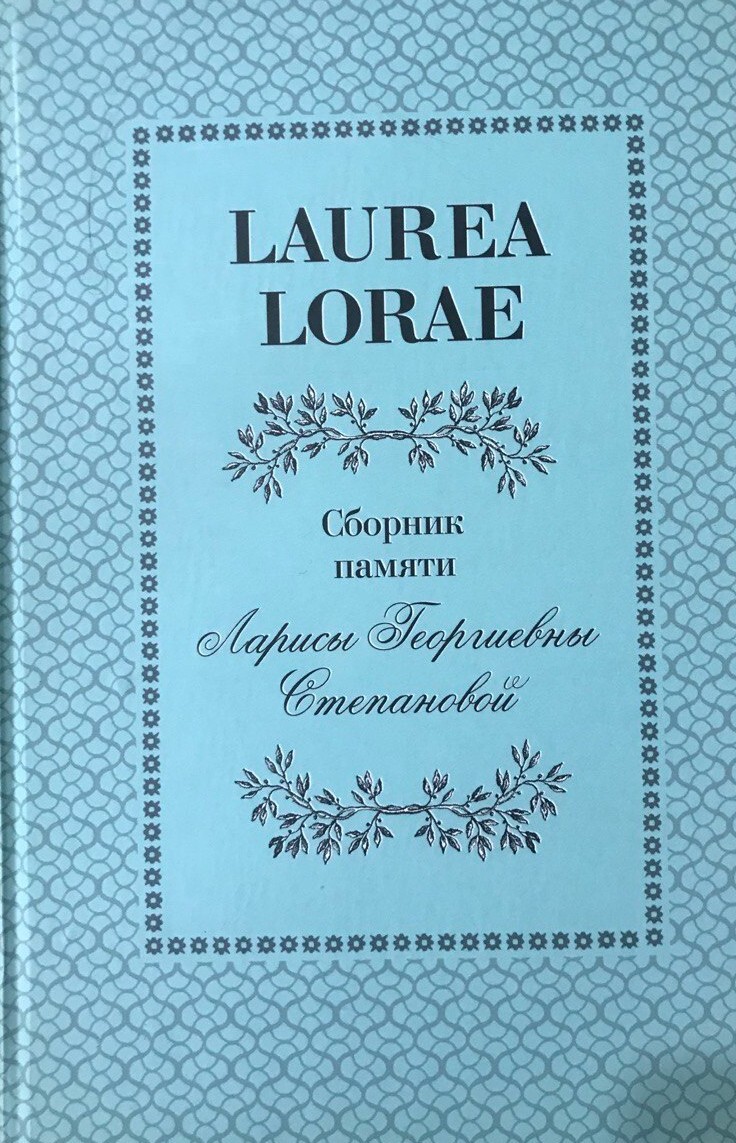 LAUREA
LORAE
Сборник
памяти
Ларисы Георгиевны
Степановой